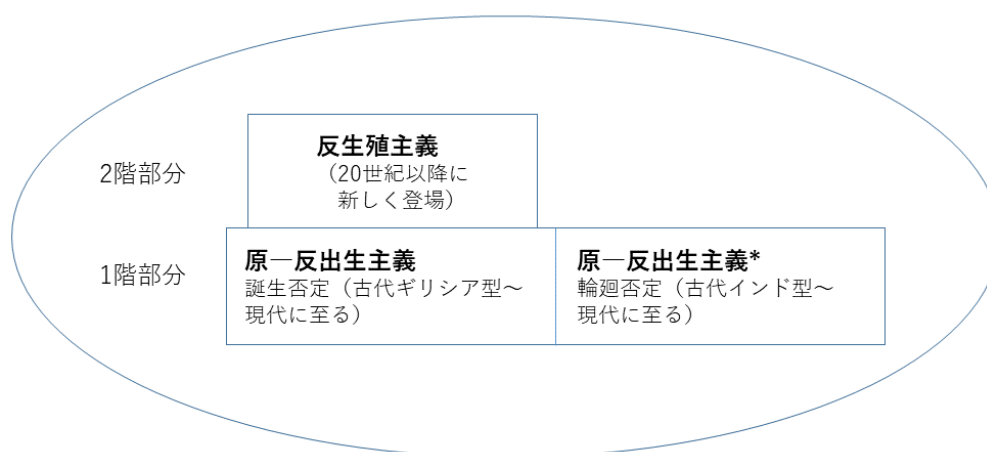 2階部分
反生殖主義
（20世紀以降に
新しく登場）
1階部分
原―反出生主義
誕生否定（古代ギリシア型～
現代に至る）
原―反出生主義*
輪廻否定（古代インド型～
現代に至る）